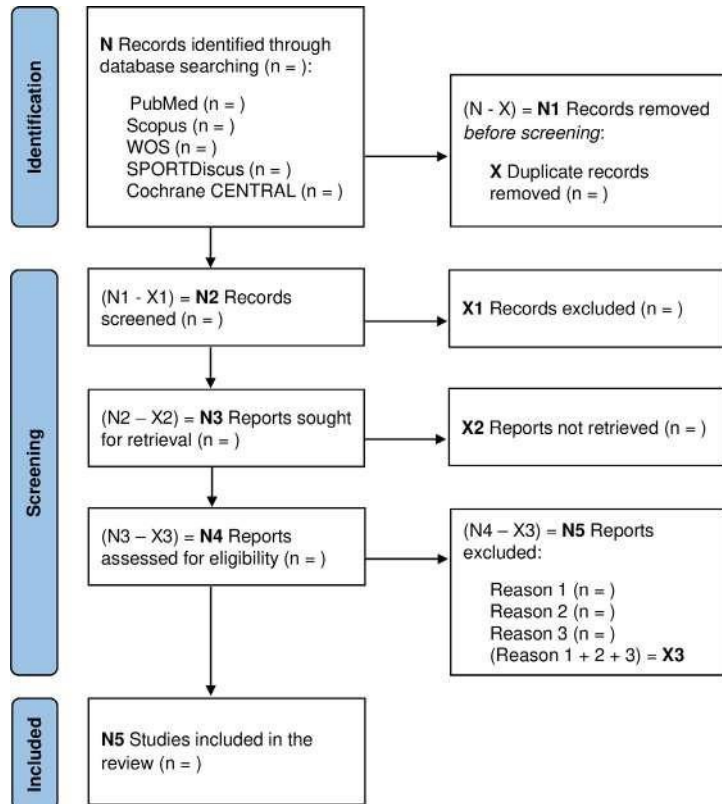 Identification
N Records identified through
database searching (n = ):
PubMed (n = )
Scopus (n = )
WOS (n = )
SPORTDiscus (n = )
Cochrane CENTRAL (n = )
(N - X) = N1 Records removed
before screening:
X Duplicate records
removed (n = )
Screening
(N1 - X1) = N2 Records
screened (n = )
X1 Records excluded (n = )
(N2 – X2) = N3 Reports sought
for retrieval (n = )
X2 Reports not retrieved (n = )
(N3 – X3) = N4 Reports
assessed for eligibility (n = )
(N4 – X3) = N5 Reports
excluded:
Reason 1 (n = )
Reason 2 (n = )
Reason 3 (n = )
(Reason 1 + 2 + 3) = X3
Included
N5 Studies included in the
review (n = )